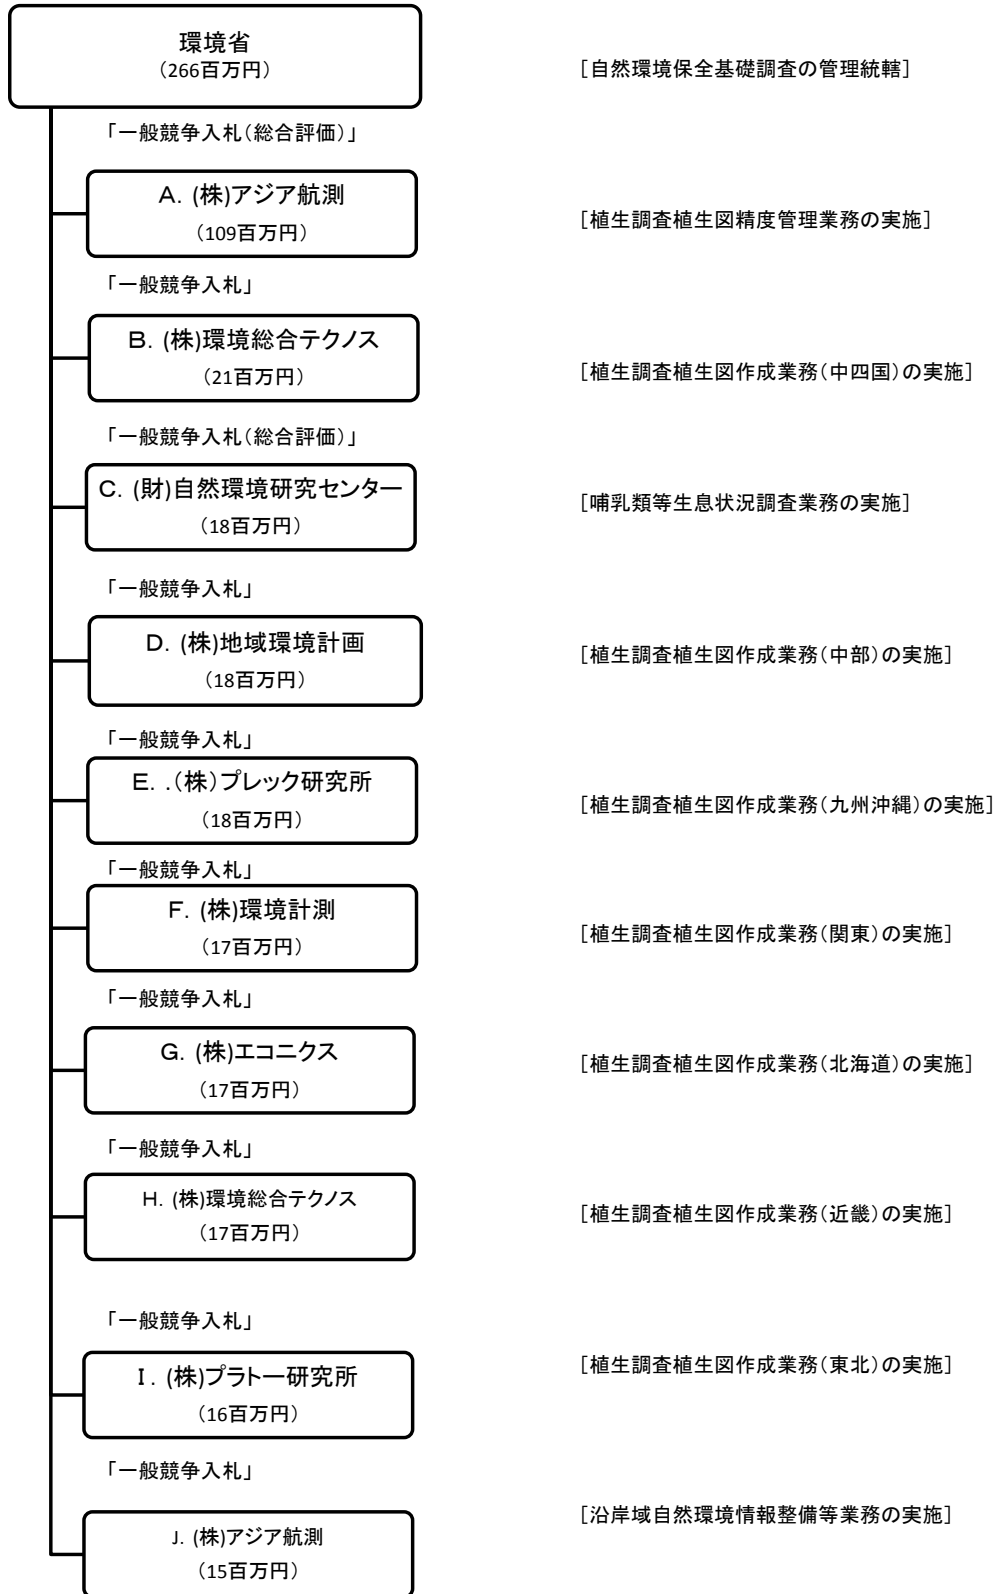 環境省
（266百万円）
［自然環境保全基礎調査の管理統轄］
「一般競争入札（総合評価）」
A. (株)アジア航測
（109百万円）
［植生調査植生図精度管理業務の実施］
「一般競争入札」
B. (株)環境総合テクノス
（21百万円）
［植生調査植生図作成業務（中四国）の実施］
「一般競争入札（総合評価）」
C. (財)自然環境研究センター
（18百万円）
［哺乳類等生息状況調査業務の実施］
「一般競争入札」
D. (株)地域環境計画
（18百万円）
［植生調査植生図作成業務（中部）の実施］
「一般競争入札」
E. .（株）プレック研究所
（18百万円）
［植生調査植生図作成業務（九州沖縄）の実施］
「一般競争入札」
F. (株)環境計測
（17百万円）
［植生調査植生図作成業務（関東）の実施］
「一般競争入札」
G. (株)エコニクス
（17百万円）
［植生調査植生図作成業務（北海道）の実施］
「一般競争入札」
H. (株)環境総合テクノス
（17百万円）
［植生調査植生図作成業務（近畿）の実施］
「一般競争入札」
I. (株)プラトー研究所
（16百万円）
［植生調査植生図作成業務（東北）の実施］
「一般競争入札」
J. (株)アジア航測
（15百万円）
［沿岸域自然環境情報整備等業務の実施］